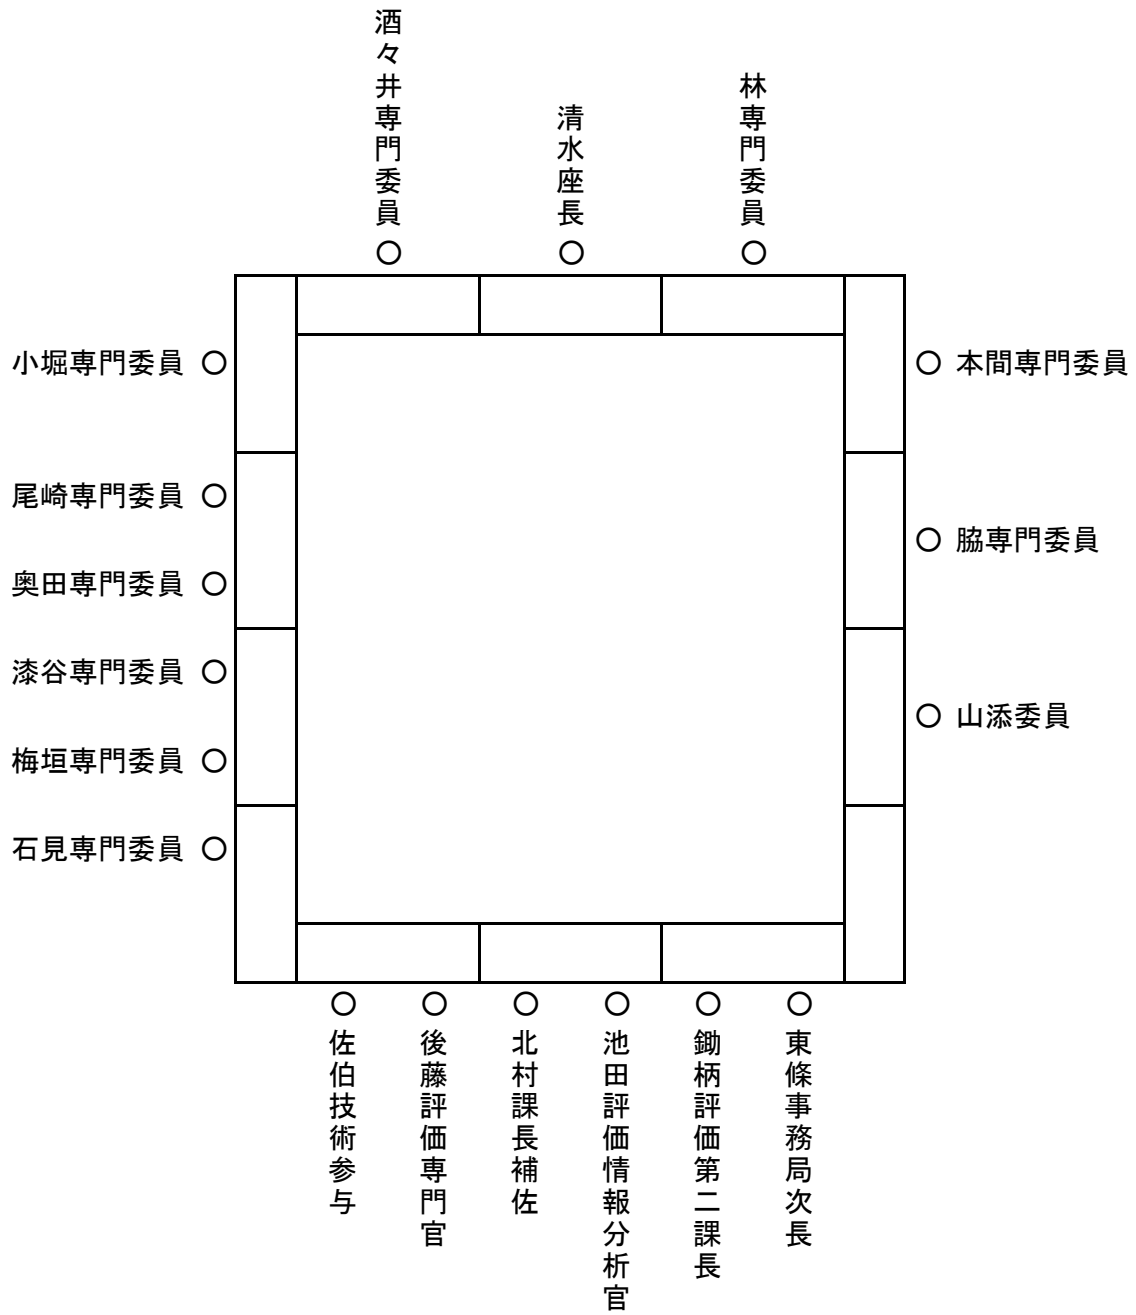 酒々井専門委員
清水座長
林専門委員
小堀専門委員
本間専門委員
尾崎専門委員
脇専門委員
奥田専門委員
漆谷専門委員
山添委員
梅垣専門委員
石見専門委員
佐伯技術参与
後藤評価専門官
北村課長補佐
池田評価情報分析官
鋤柄評価第二課長
東條事務局次長